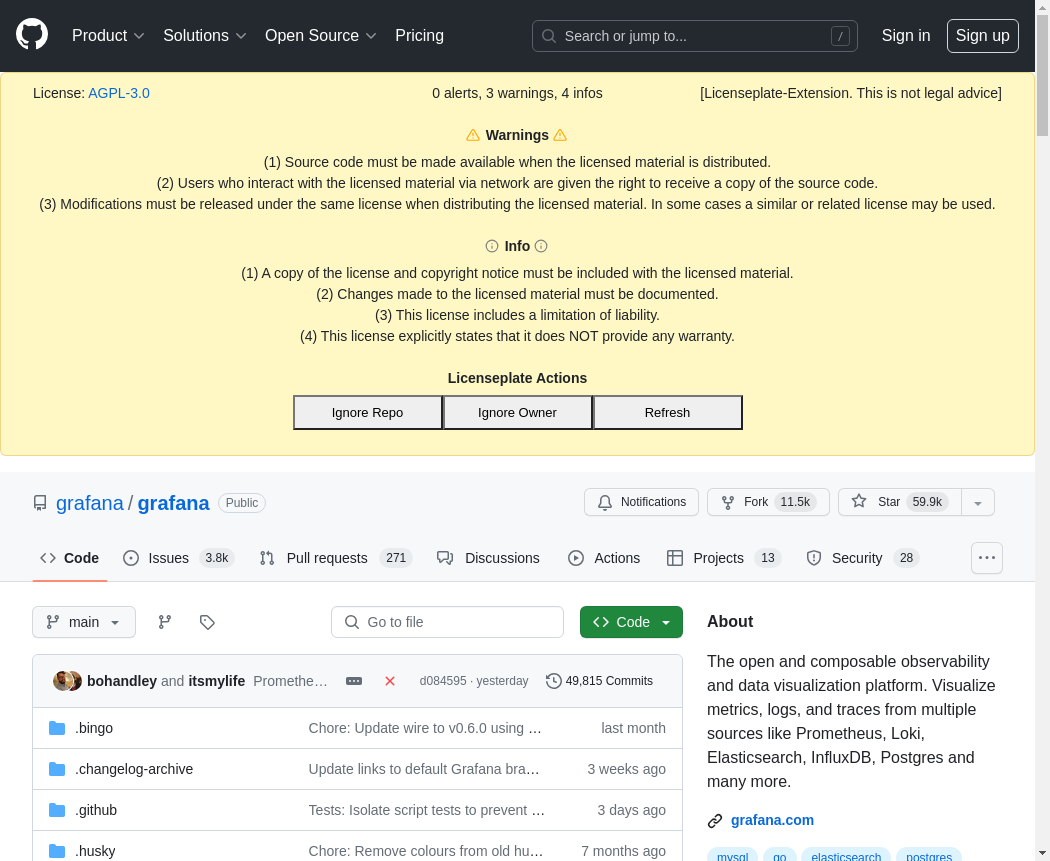 Product Solutions Open Source Pricing Search or jump to... / Sign in Sign up
License: AGPL-3.0 0 alerts, 3 warnings, 4 infos [Licenseplate-Extension. This is not legal advice]
Warnings
(1) Source code must be made available when the licensed material is distributed.
(2) Users who interact with the licensed material via network are given the right to receive a copy of the source code.
(3) Modifications must be released under the same license when distributing the licensed material. In some cases a similar or related license may be used.
Info
(1) A copy of the license and copyright notice must be included with the licensed material.
(2) Changes made to the licensed material must be documented.
(3) This license includes a limitation of liability.
(4) This license explicitly states that it does NOT provide any warranty.
Licenseplate Actions
Ignore Repo Ignore Owner Refresh
grafana / grafana Public Notifications Fork 11.5k Star 59.9k
Code Issues 3.8k Pull requests 271 Discussions Actions Projects 13 Security 28
main Go to file Code
About
The open and composable observability
and data visualization platform. Visualize
metrics, logs, and traces from multiple
sources like Prometheus, Loki,
Elasticsearch, InfluxDB, Postgres and
many more.
grafana.com
mysql go elasticsearch postgres
bohandley and itsmylife Promethe… d084595 · yesterday 49,815 Commits
.bingo Chore: Update wire to v0.6.0 using … last month
.changelog-archive Update links to default Grafana bra… 3 weeks ago
.github Tests: Isolate script tests to prevent … 3 days ago
.husky Chore: Remove colours from old hu… 7 months ago